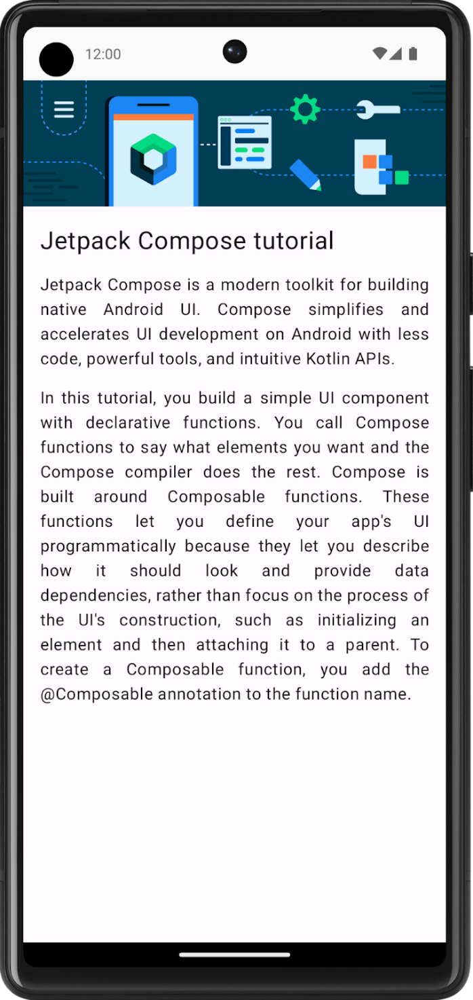 12:00
Jetpack Compose tutorial
Jetpack Compose is a modern toolkit for building
native Android UI. Compose simplifies and
accelerates UI development on Android with less
code, powerful tools, and intuitive Kotlin APIs.
In this tutorial, you build a simple UI component
with declarative functions. You call Compose
functions to say what elements you want and the
Compose compiler does the rest. Compose is
built around Composable functions. These
functions let you define your app's UI
programmatically because they let you describe
how it should look and provide data
dependencies, rather than focus on the process of
the UI's construction, such as initializing an
element and then attaching it to a parent. To
create a Composable function, you add the
@Composable annotation to the function name.